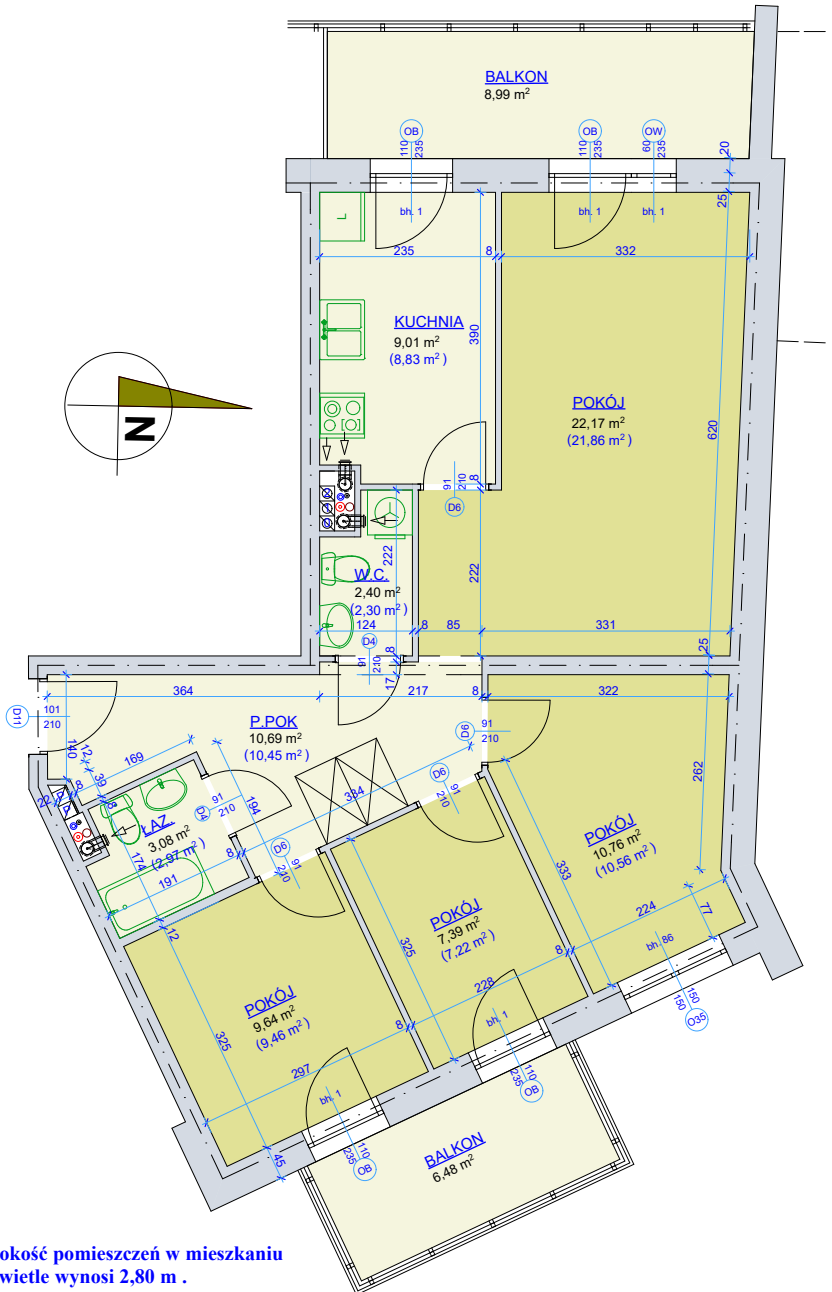 BALKON
8,99 m²
OB
110
235
OB
110
235
OW
60
235
20
25
bh. 1
bh. 1
bh. 1
L
235
8
332
KUCHNIA
9,01 m²
(8,83 m² )
390
POKÓJ
22,17 m²
(21,86 m² )
620
N
91
210
8
D6
222
W.C.
2,40 m²
(2,30 m² )
222
124
8
85
331
D4
8
91
210
17
25
364
217
8
322
D11
101
210
P.POK
10,69 m²
(10,45 m² )
D6
91
210
140
12
39
169
8
8
22
P
P
194
334
D6
91
210
262
ŁAZ.
3,08 m²
(2,97 m² )
D4
91
210
174
191
8
D6
91
210
12
POKÓJ
10,76 m²
(10,56 m² )
333
224
77
POKÓJ
7,39 m²
(7,22 m² )
325
228
8
bh. 86
150
150
O35
POKÓJ
9,64 m²
(9,46 m² )
325
297
8
bh. 1
bh. 1
110
235
OB
110
235
OB
45
BALKON
6,48 m²
okość pomieszczeń w mieszkaniu
wietle wynosi 2,80 m .